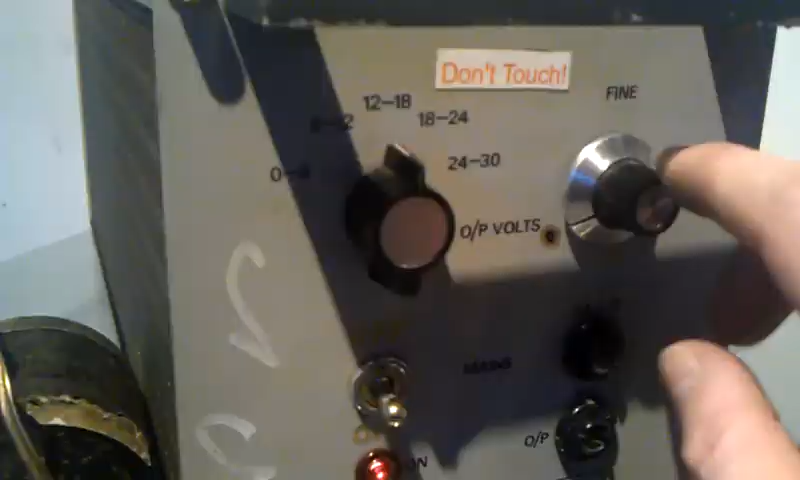 Don't Touch!
FINE
12-18
18-24
24-30
O/P VOLTS
MAINS
O/P
ON